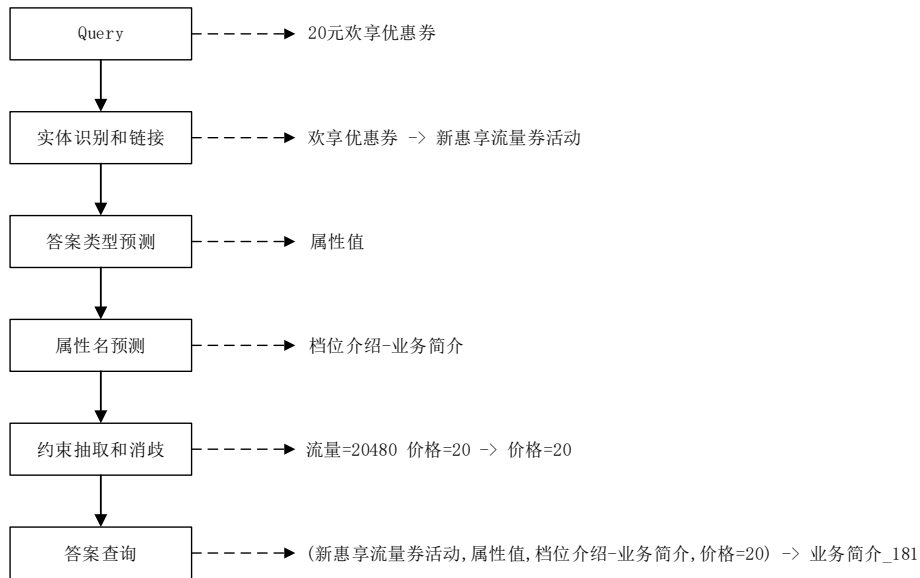 Query
20元欢享优惠券
实体识别和链接
欢享优惠券 -> 新惠享流量券活动
答案类型预测
属性值
属性名预测
档位介绍-业务简介
约束抽取和消歧
流量=20480 价格=20 -> 价格=20
答案查询
(新惠享流量券活动,属性值,档位介绍-业务简介,价格=20) -> 业务简介_181